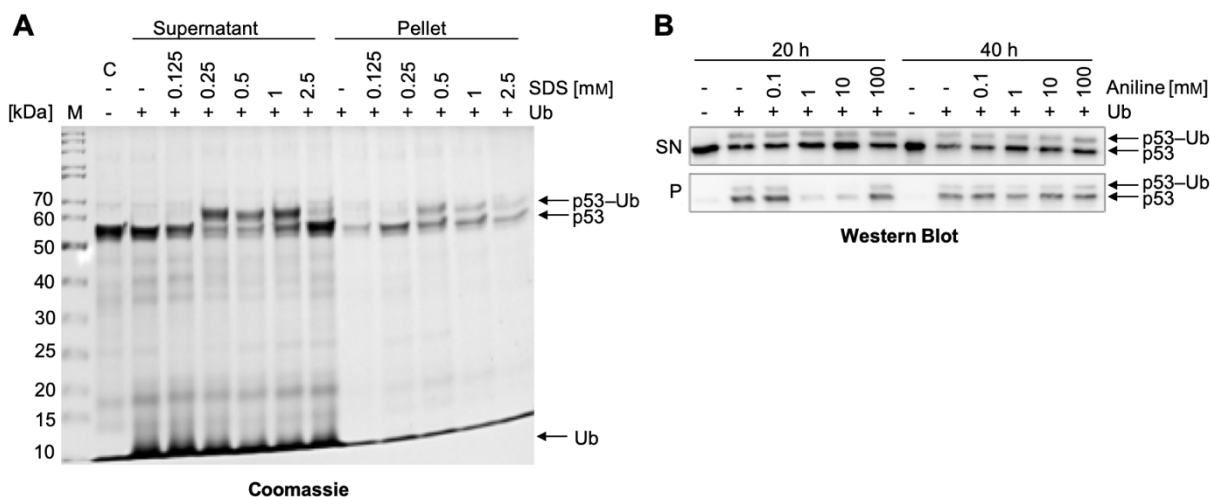 A
Supernatant Pellet
C - 0.125 0.25 0.5 1 2.5 - 0.125 0.25 0.5 1 2.5 SDS [mM]
[kDa] M - + + + + + + + + + + + + Ub
70
60
50
40
30
25
20
15
10
p53–Ub
p53
Ub
Coomassie
B
20 h 40 h
- - 0.1 1 10 100 - - 0.1 1 10 100 Aniline [mM]
- + + + + + - + + + + + Ub
SN
p53–Ub
p53
P
p53–Ub
p53
Western Blot